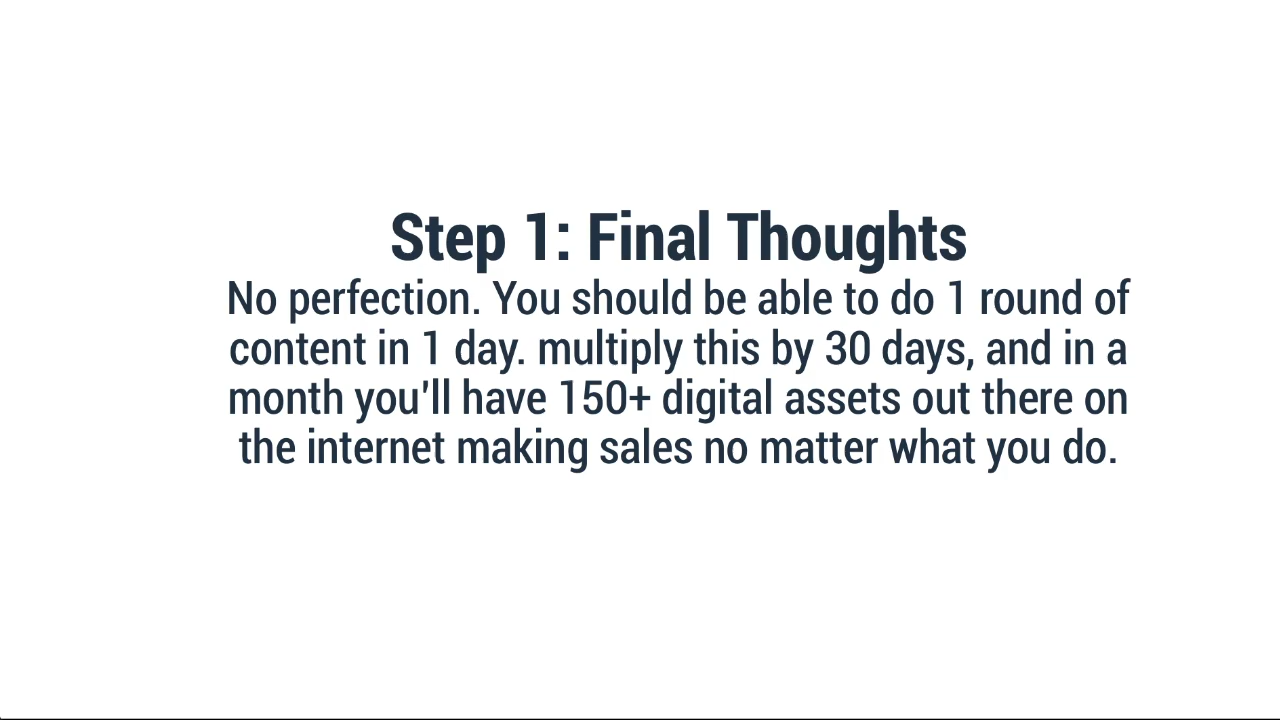 Step 1: Final Thoughts
No perfection. You should be able to do 1 round of
content in 1 day. multiply this by 30 days, and in a
month you'll have 150+ digital assets out there on
the internet making sales no matter what you do.